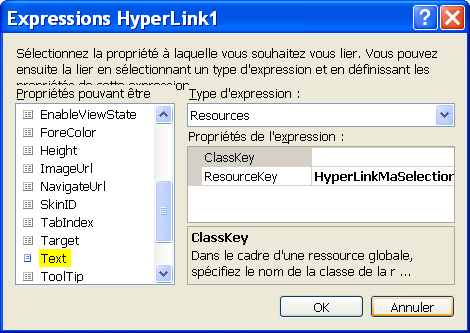 Expressions HyperLink1
Sélectionnez la propriété à laquelle vous souhaitez vous lier. Vous pouvez
ensuite la lier en sélectionnant un type d'expression et en définissant les
propriétés de cette expression
Propriétés pouvant être
Type d'expression :
EnableViewState
ForeColor
Height
ImageUrl
NavigateUrl
SkinID
TabIndex
Target
Text
ToolTip
Resources
Propriétés de l'expression :
ClassKey
ResourceKey HyperLinkMaSelection
ClassKey
Dans le cadre d'une ressource globale,
spécifiez le nom de la classe de la r ...
OK
Annuler